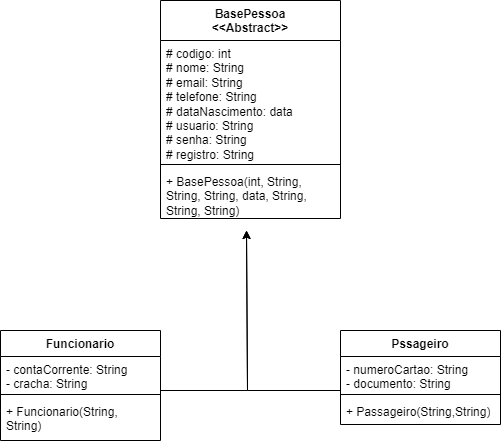 BasePessoa
<<Abstract>>
# codigo: int
# nome: String
# email: String
# telefone: String
# dataNascimento: data
# usuario: String
# senha: String
# registro: String
+ BasePessoa(int, String,
String, String, data, String,
String, String)
Funcionario
- contaCorrente: String
- cracha: String
+ Funcionario(String,
String)
Pssageiro
- numeroCartao: String
- documento: String
+ Passageiro(String,String)